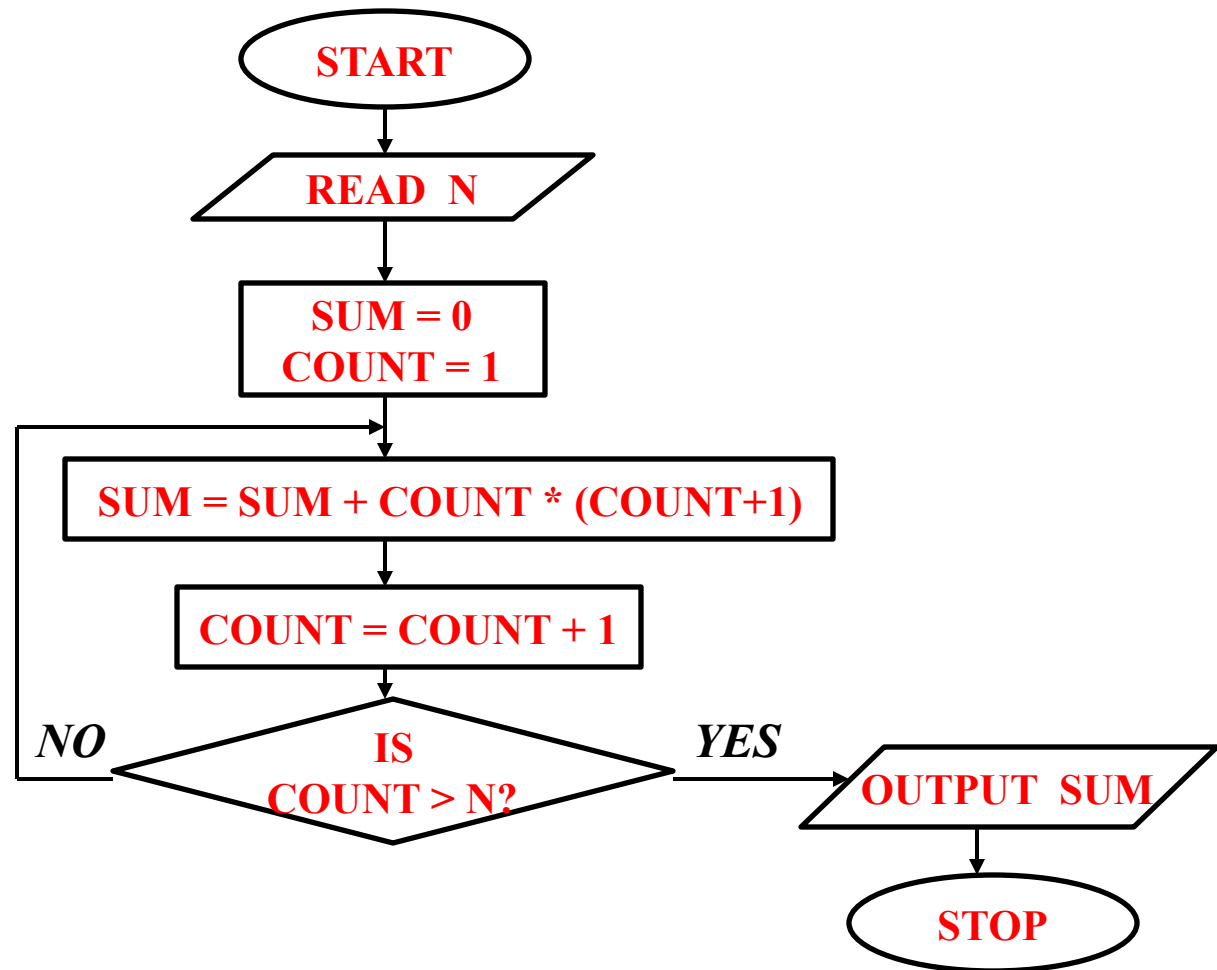 START
READ N
SUM = 0
COUNT = 1
SUM = SUM + COUNT * (COUNT+1)
COUNT = COUNT + 1
IS
COUNT > N?
NO
YES
OUTPUT SUM
STOP